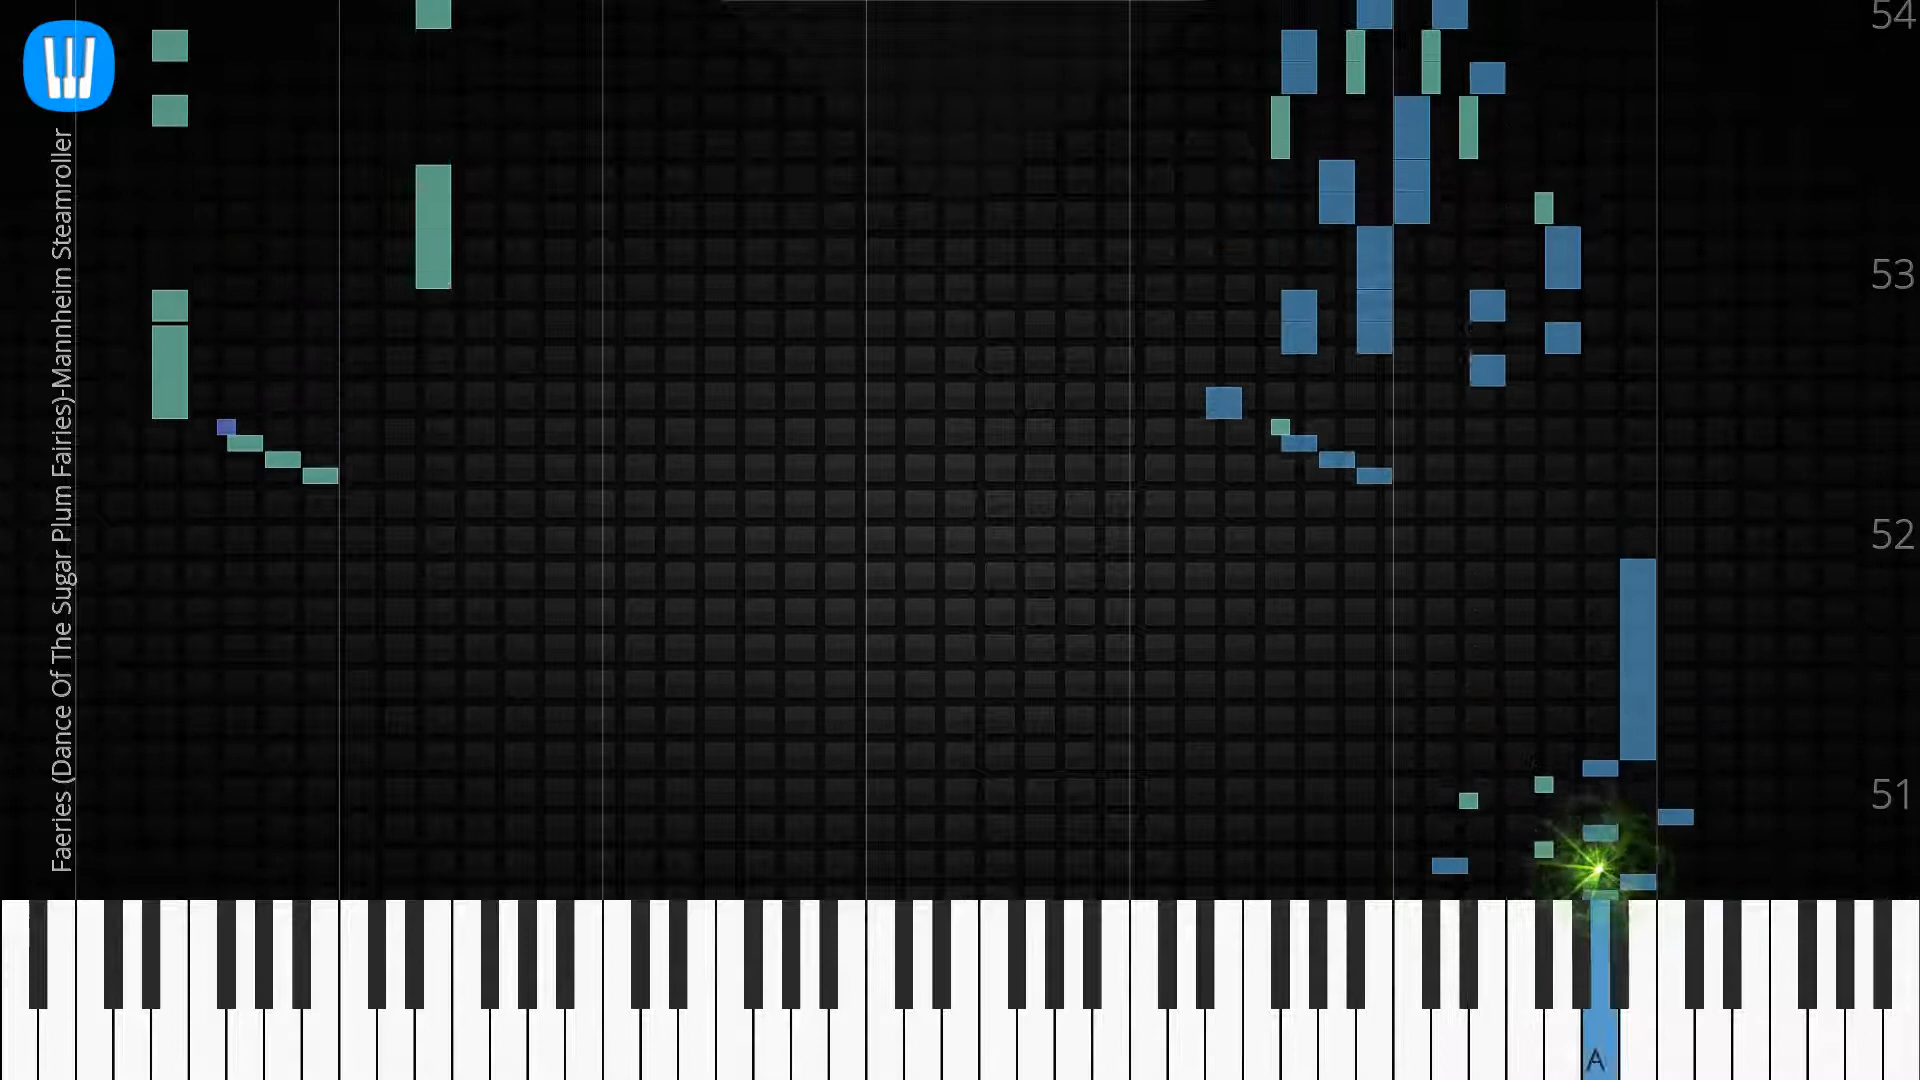 54
53
52
51
Faeries (Dance Of The Sugar Plum Fairies)-Mannheim Steamroller
A